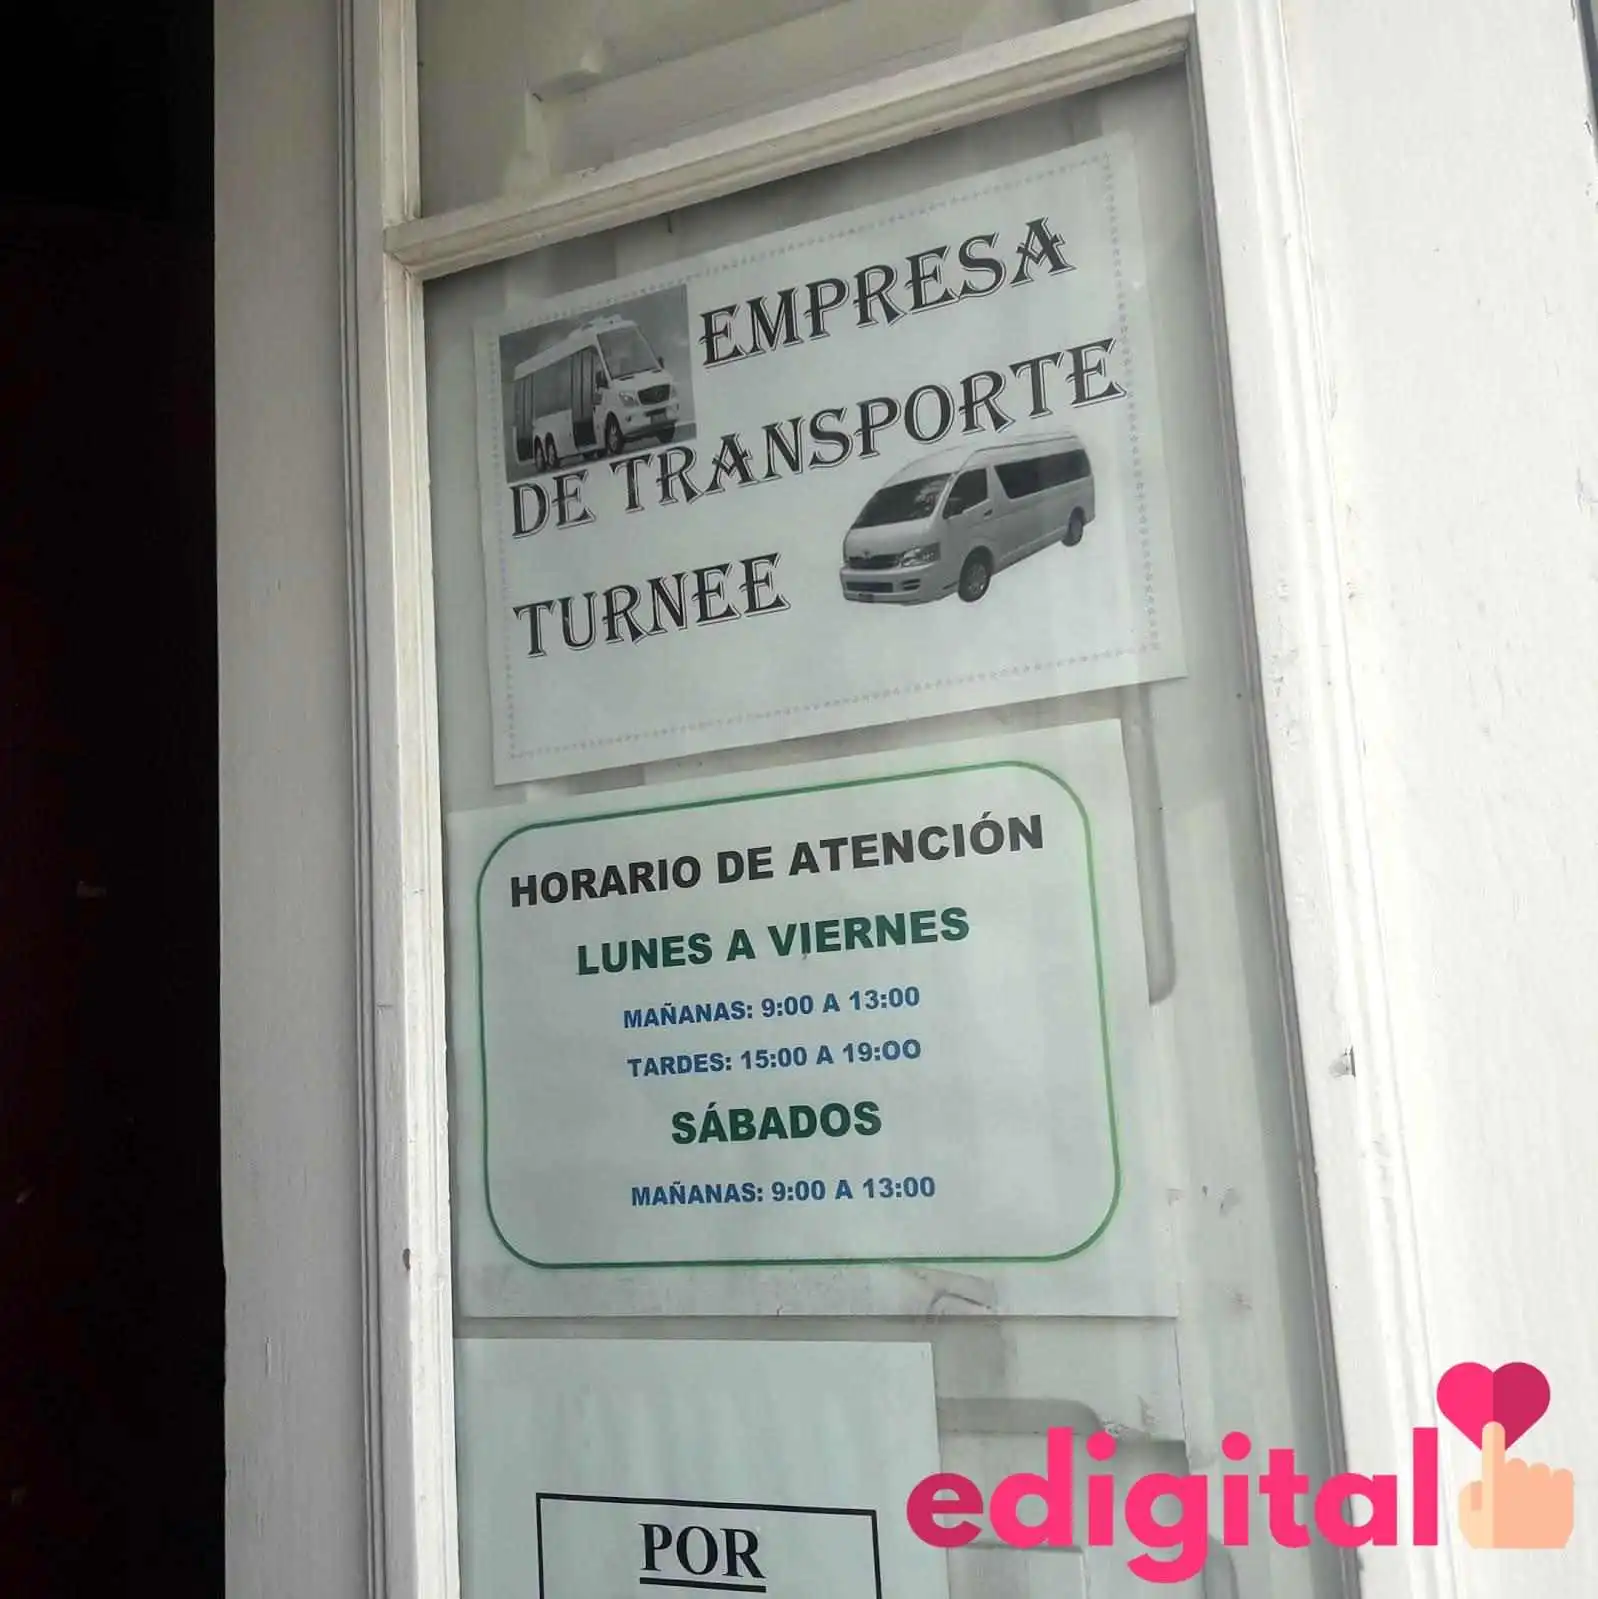 EMPRESA
DE TRANSPORTE
TURNEE
HORARIO DE ATENCIÓN
LUNES A VIERNES
MAÑANAS: 9:00 A 13:00
TARDES: 15:00 A 19:OO
SÁBADOS
MAÑANAS: 9:00 A 13:00
POR
edigital